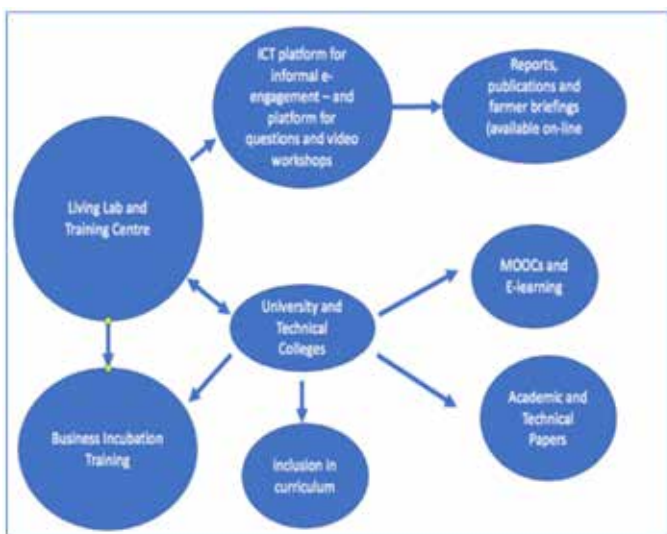 ICT platform for
informal e-
engagement – and
platform for
questions and video
workshops
Reports,
publications and
farmer briefings
(available on-line
Living Lab and
Training Centre
MOOCs and
E-learning
University and
Technical
Colleges
Academic and
Technical
Papers
Business Incubation
Training
Inclusion in
curriculum